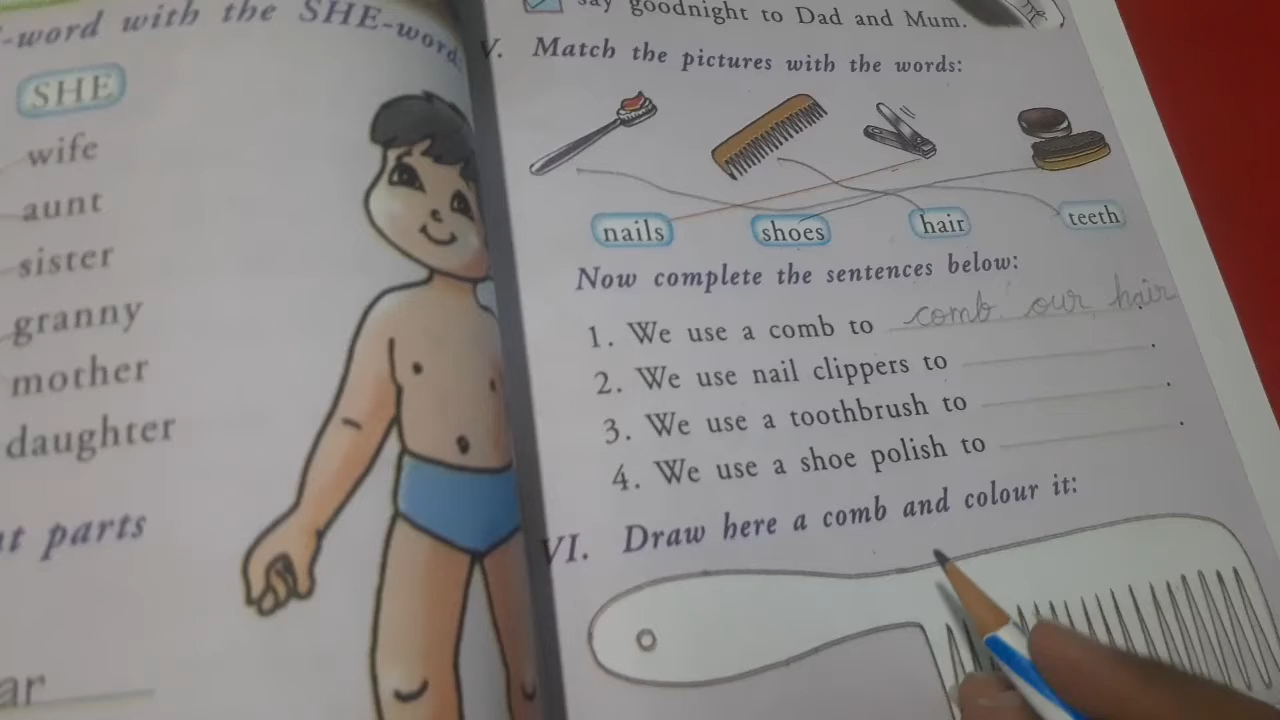 -word with the SHE-word
SHE
wife
aunt
sister
granny
mother
daughter
parts
say goodnight to Dad and Mum.
V. Match the pictures with the words:
nails shoes hair teeth
Now complete the sentences below:
1. We use a comb to comb our hair.
2. We use nail clippers to .
3. We use a toothbrush to .
4. We use a shoe polish to .
VI. Draw here a comb and colour it: